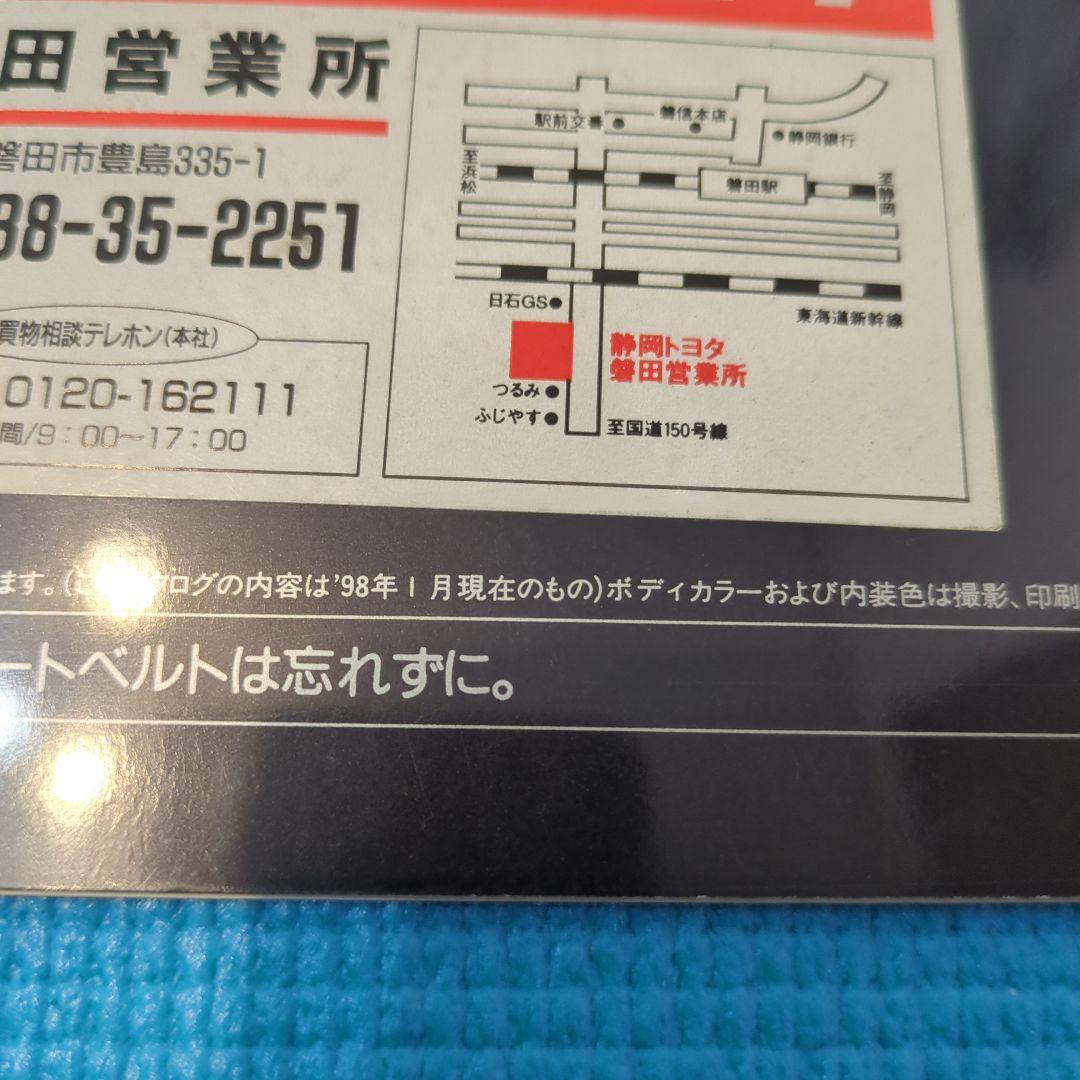 田営業所
磐田市豊島335-1
38-35-2251
買物相談テレホン(本社)
0120-162111
間/9:00~17:00
駅前交番
磐信本店
静岡銀行
至浜松
磐田駅
至静岡
日石GS
東海道新幹線
静岡トヨタ
磐田営業所
つるみ
ふじやす
至国道150号線
ます。(
タログの内容は'98年1月現在のもの)ボディカラーおよび内装色は撮影、印刷
ートベルトは忘れずに。